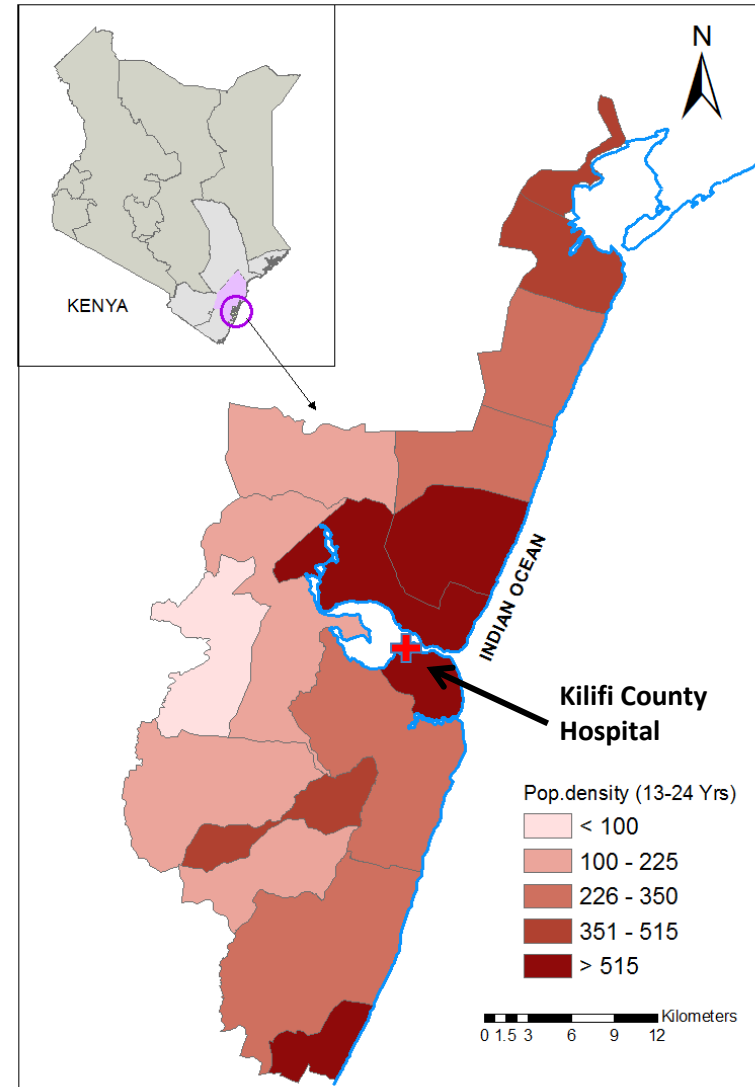 N
KENYA
INDIAN OCEAN
Kilifi County
Hospital
Pop.density (13-24 Yrs)
< 100
100 - 225
226 - 350
351 - 515
> 515
Kilometers
0 1.5 3 6 9 12